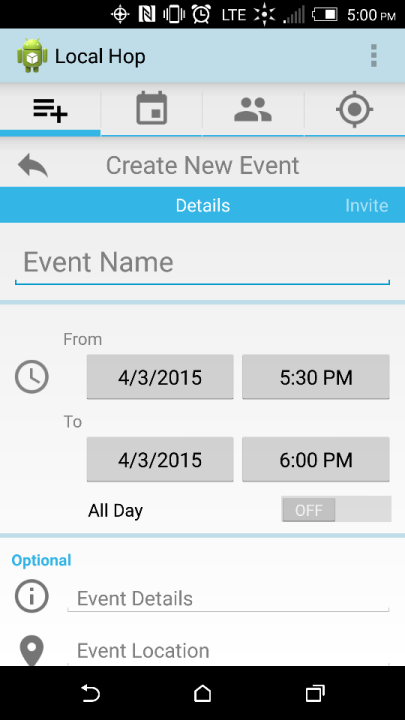 LTE 5:00 PM
Local Hop
Create New Event
Details Invite
Event Name
From
4/3/2015 5:30 PM
To
4/3/2015 6:00 PM
All Day OFF
Optional
Event Details
Event Location